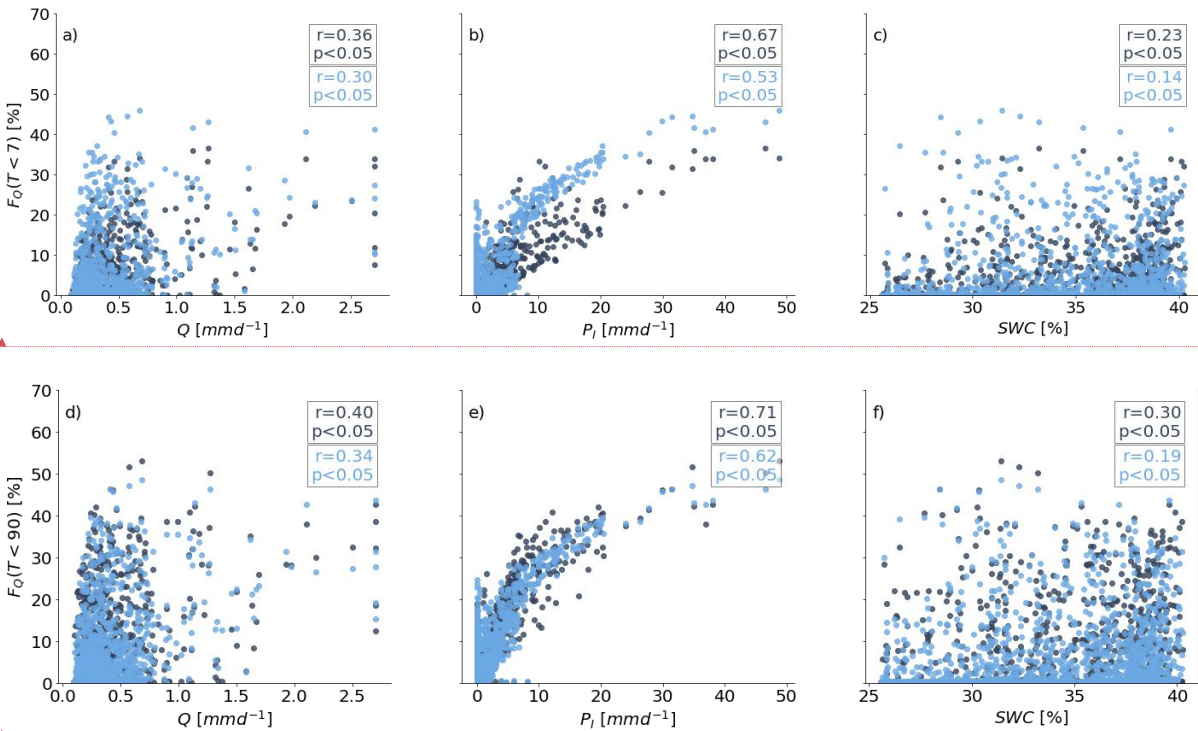 70
60
50
40
30
20
10
0
F_Q(T < 7) [%]
a)
r=0.36
p<0.05
r=0.30
p<0.05
0.0 0.5 1.0 1.5 2.0 2.5
Q [mmd⁻¹]
b)
r=0.67
p<0.05
r=0.53
p<0.05
0 10 20 30 40 50
P_I [mmd⁻¹]
c)
r=0.23
p<0.05
r=0.14
p<0.05
25 30 35 40
SWC [%]
70
60
50
40
30
20
10
0
F_Q(T < 90) [%]
d)
r=0.40
p<0.05
r=0.34
p<0.05
0.0 0.5 1.0 1.5 2.0 2.5
Q [mmd⁻¹]
e)
r=0.71
p<0.05
r=0.62
p<0.05
0 10 20 30 40 50
P_I [mmd⁻¹]
f)
r=0.30
p<0.05
r=0.19
p<0.05
25 30 35 40
SWC [%]